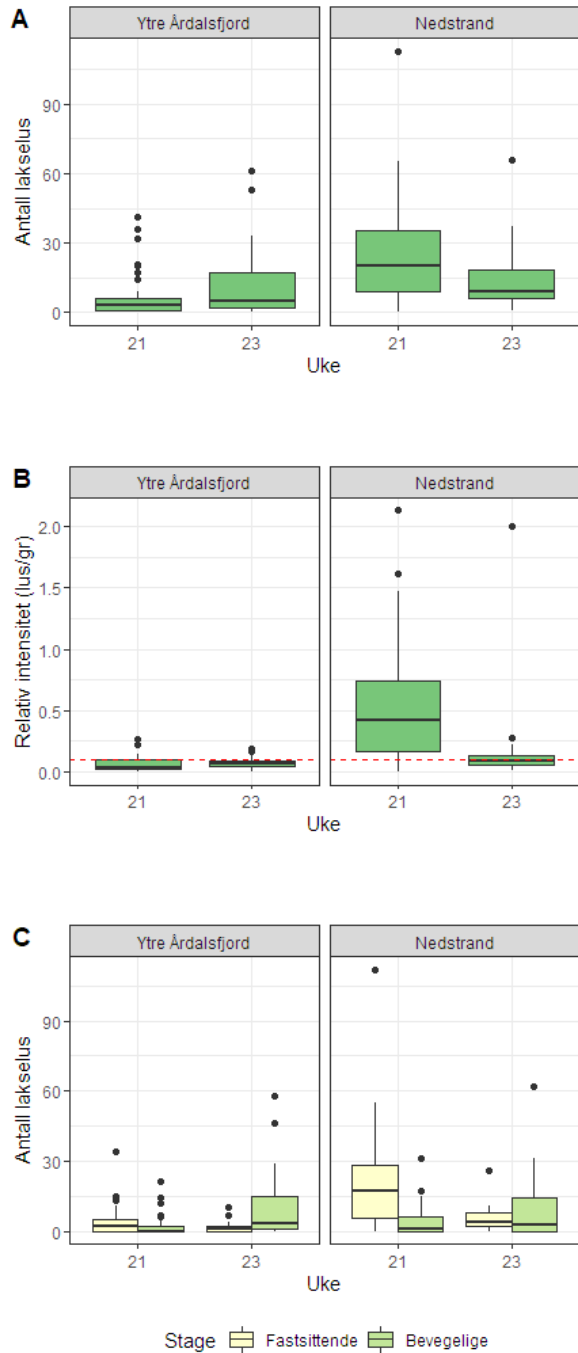 A
Ytre Årdalsfjord
Nedstrand
Antall lakselus
90
60
30
0
21
23
21
23
Uke
B
Ytre Årdalsfjord
Nedstrand
Relativ intensitet (lus/gr)
2.0
1.5
1.0
0.5
0.0
21
23
21
23
Uke
C
Ytre Årdalsfjord
Nedstrand
Antall lakselus
90
60
30
0
21
23
21
23
Uke
Stage Fastsittende Bevegelige